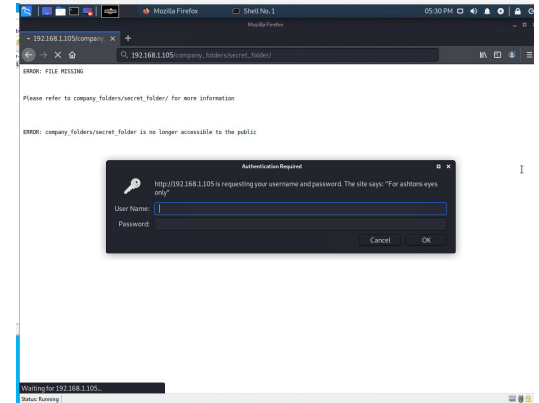 Mozilla Firefox
Shell No. 1
05:30 PM
Mozilla Firefox
192.168.1.105/company_
192.168.1.105/company_folders/secret_folder/
ERROR: FILE MISSING
Please refer to company_folders/secret_folder/ for more information
ERROR: company_folders/secret_folder is no longer accessible to the public
Authentication Required
http://192.168.1.105 is requesting your username and password. The site says: "For ashtons eyes
only"
User Name:
Password:
Cancel
OK
Waiting for 192.168.1.105...
Status: Running